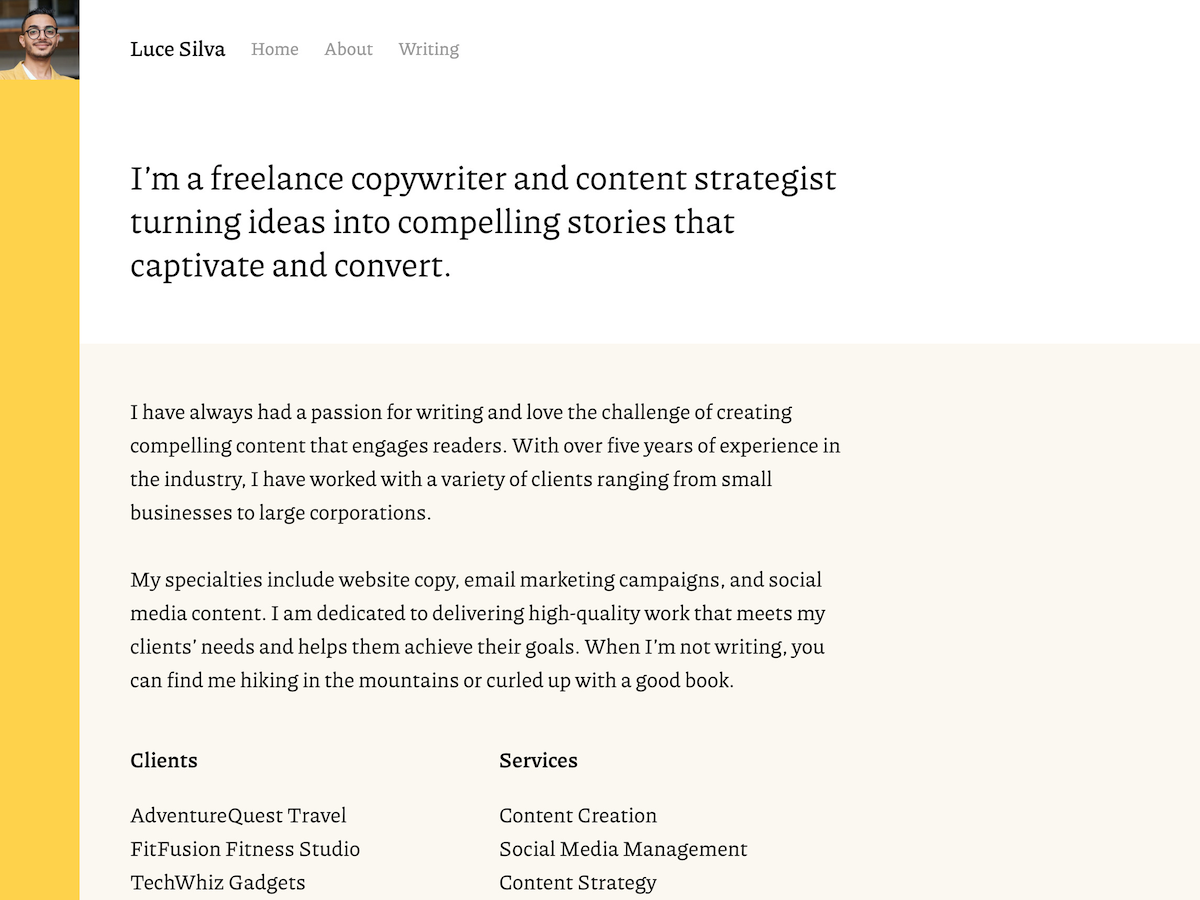 Luce Silva Home About Writing
I’m a freelance copywriter and content strategist
turning ideas into compelling stories that
captivate and convert.
I have always had a passion for writing and love the challenge of creating
compelling content that engages readers. With over five years of experience in
the industry, I have worked with a variety of clients ranging from small
businesses to large corporations.
My specialties include website copy, email marketing campaigns, and social
media content. I am dedicated to delivering high-quality work that meets my
clients’ needs and helps them achieve their goals. When I’m not writing, you
can find me hiking in the mountains or curled up with a good book.
Clients
AdventureQuest Travel
FitFusion Fitness Studio
TechWhiz Gadgets
Services
Content Creation
Social Media Management
Content Strategy